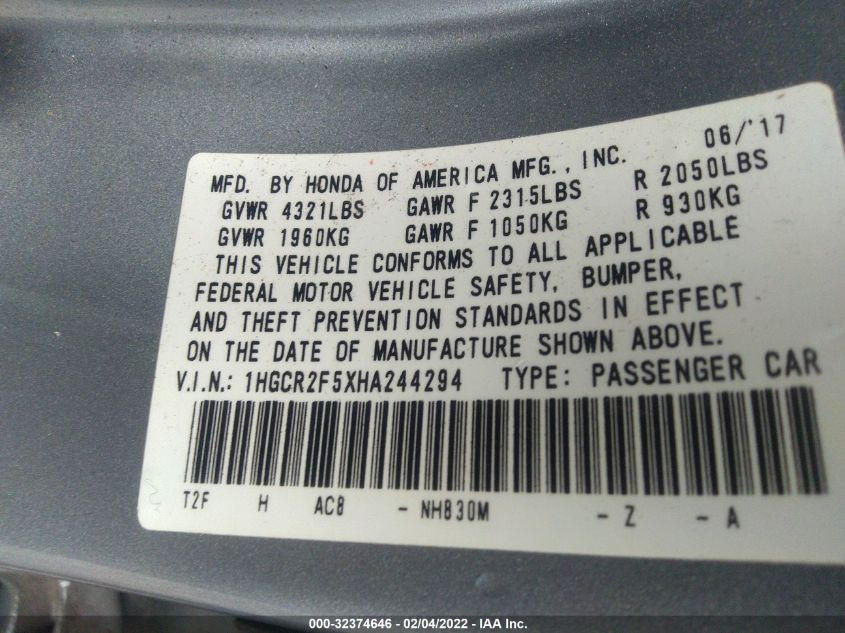 06/'17
MFD. BY HONDA OF AMERICA MFG., INC.
GVWR 4321LBS GAWR F 2315LBS R 2050LBS
GVWR 1960KG GAWR F 1050KG R 930KG
THIS VEHICLE CONFORMS TO ALL APPLICABLE
FEDERAL MOTOR VEHICLE SAFETY, BUMPER,
AND THEFT PREVENTION STANDARDS IN EFFECT
ON THE DATE OF MANUFACTURE SHOWN ABOVE.
V.I.N.: 1HGCR2F5XHA244294 TYPE: PASSENGER CAR
T2F H AC8 - NH830M - Z - A
000-32374646 - 02/04/2022 - IAA Inc.